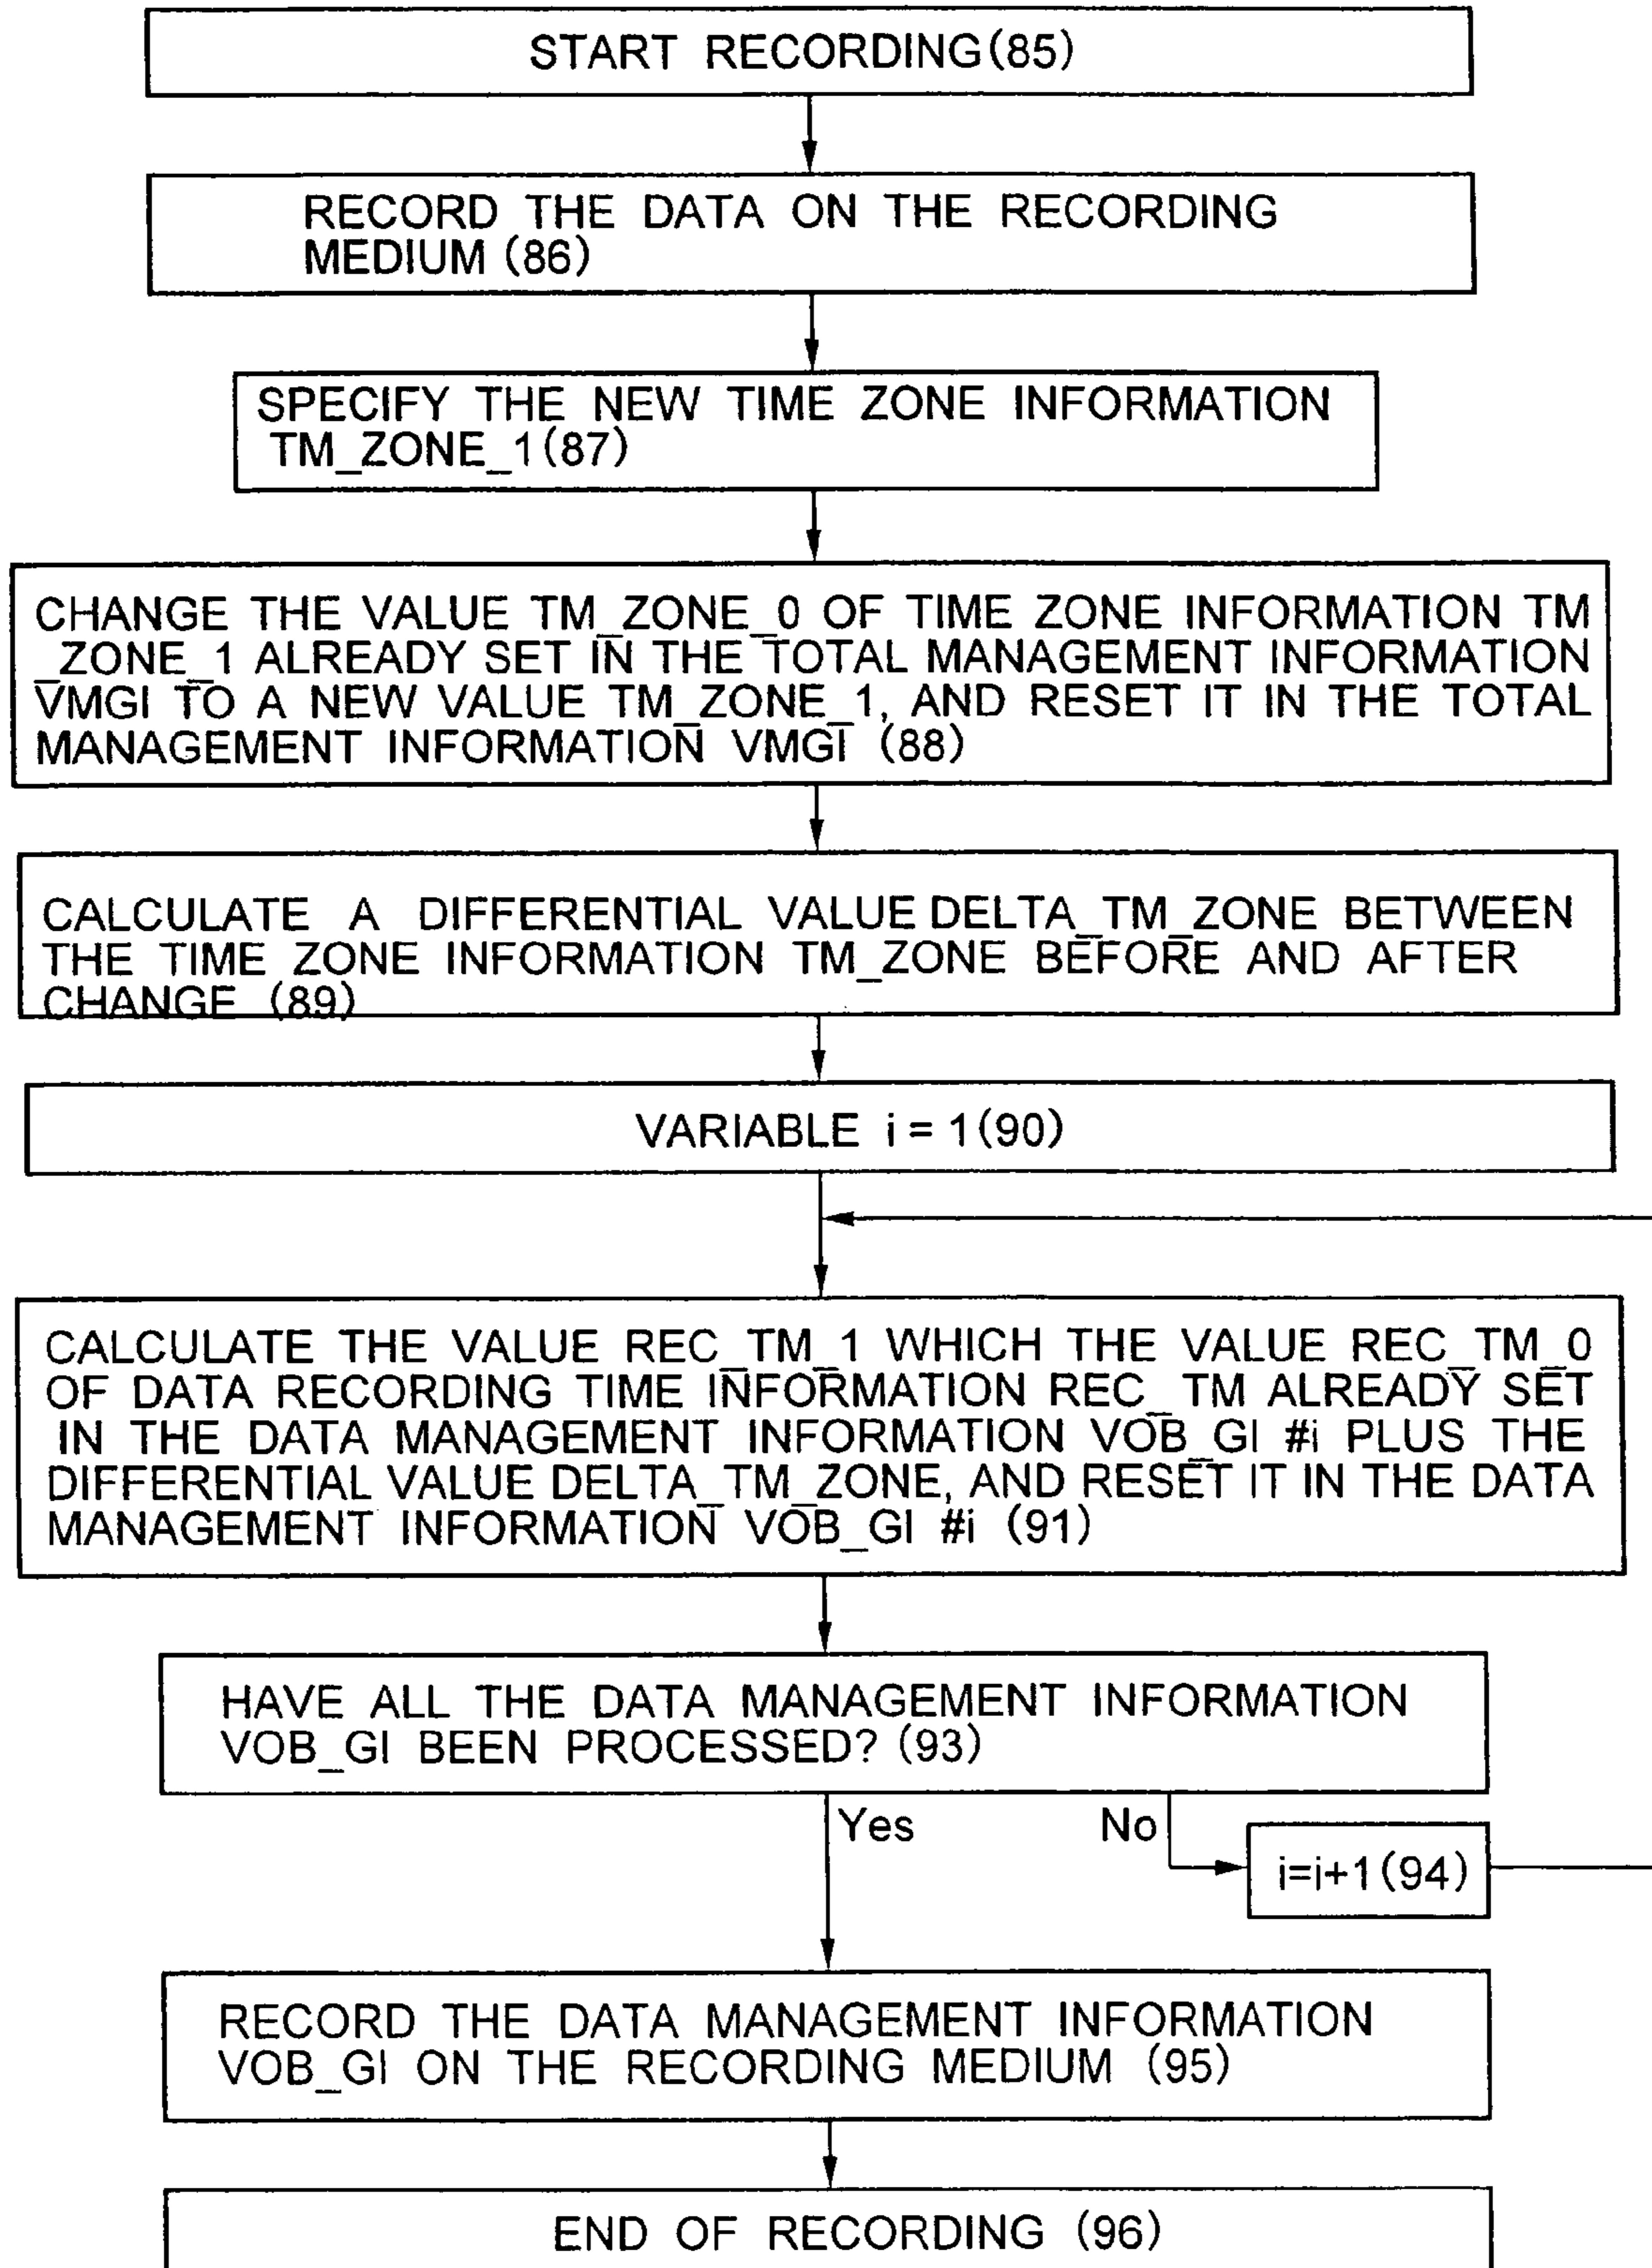 START RECORDING(85)
RECORD THE DATA ON THE RECORDING
MEDIUM (86)
SPECIFY THE NEW TIME ZONE INFORMATION
TM_ZONE_1(87)
CHANGE THE VALUE TM_ZONE_0 OF TIME ZONE INFORMATION TM
_ZONE_1 ALREADY SET IN THE TOTAL MANAGEMENT INFORMATION
VMGI TO A NEW VALUE TM_ZONE_1, AND RESET IT IN THE TOTAL
MANAGEMENT INFORMATION VMGI (88)
CALCULATE A DIFFERENTIAL VALUE DELTA_TM_ZONE BETWEEN
THE TIME ZONE INFORMATION TM_ZONE BEFORE AND AFTER
CHANGE (89)
VARIABLE i = 1(90)
CALCULATE THE VALUE REC_TM_1 WHICH THE VALUE REC_TM_0
OF DATA RECORDING TIME INFORMATION REC_TM ALREADY SET
IN THE DATA MANAGEMENT INFORMATION VOB_GI #i PLUS THE
DIFFERENTIAL VALUE DELTA_TM_ZONE, AND RESET IT IN THE DATA
MANAGEMENT INFORMATION VOB_GI #i (91)
HAVE ALL THE DATA MANAGEMENT INFORMATION
VOB_GI BEEN PROCESSED? (93)
Yes No
i=i+1(94)
RECORD THE DATA MANAGEMENT INFORMATION
VOB_GI ON THE RECORDING MEDIUM (95)
END OF RECORDING (96)